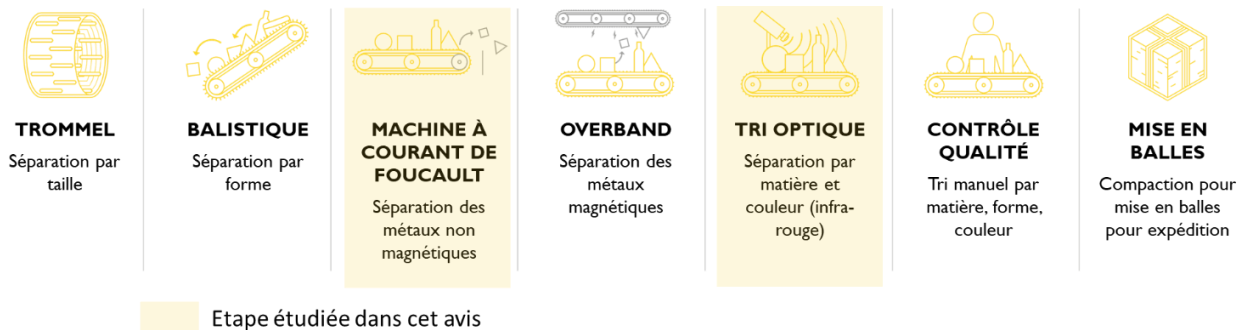 TROMMEL
Séparation par
taille
BALISTIQUE
Séparation par
forme
MACHINE À
COURANT DE
FOUCAULT
Séparation des
métaux non
magnétiques
OVERBAND
Séparation des
métaux
magnétiques
TRI OPTIQUE
Séparation par
matière et
couleur (infra-
rouge)
CONTRÔLE
QUALITÉ
Tri manuel par
matière, forme,
couleur
MISE EN
BALLES
Compaction pour
mise en balles
pour expédition
Etape étudiée dans cet avis